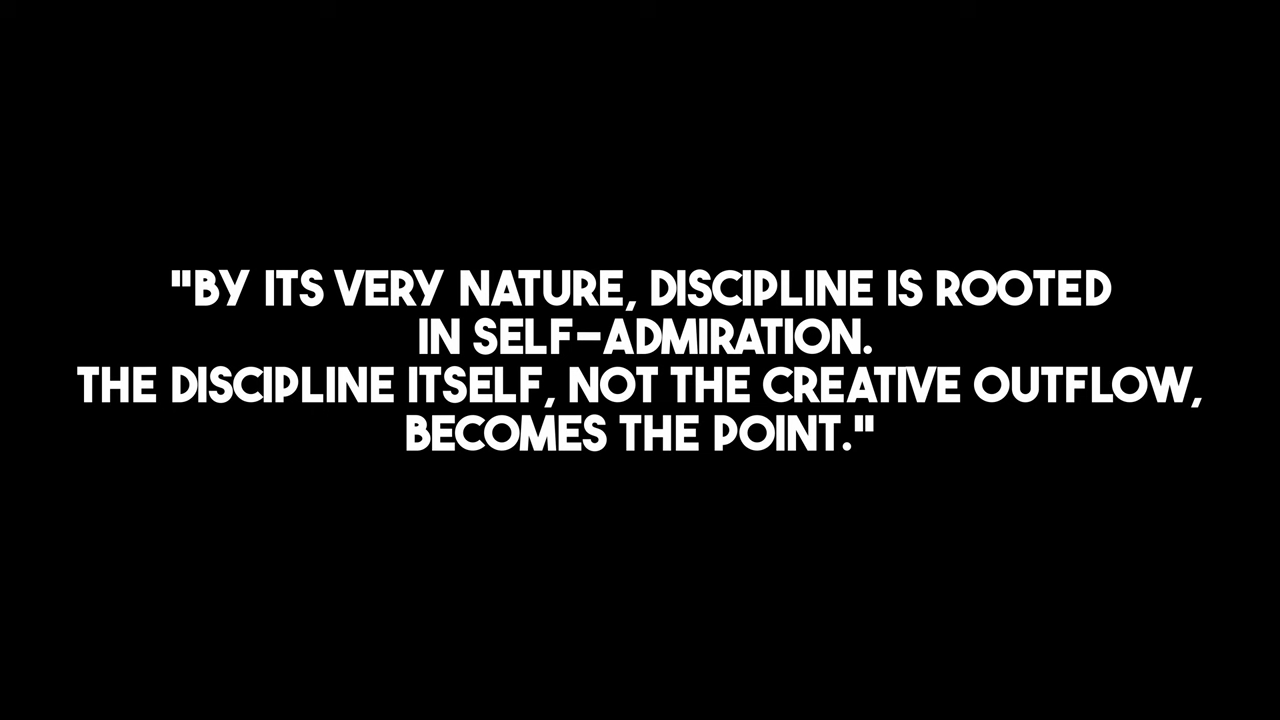 "BY ITS VERY NATURE, DISCIPLINE IS ROOTED
IN SELF-ADMIRATION.
THE DISCIPLINE ITSELF, NOT THE CREATIVE OUTFLOW,
BECOMES THE POINT."